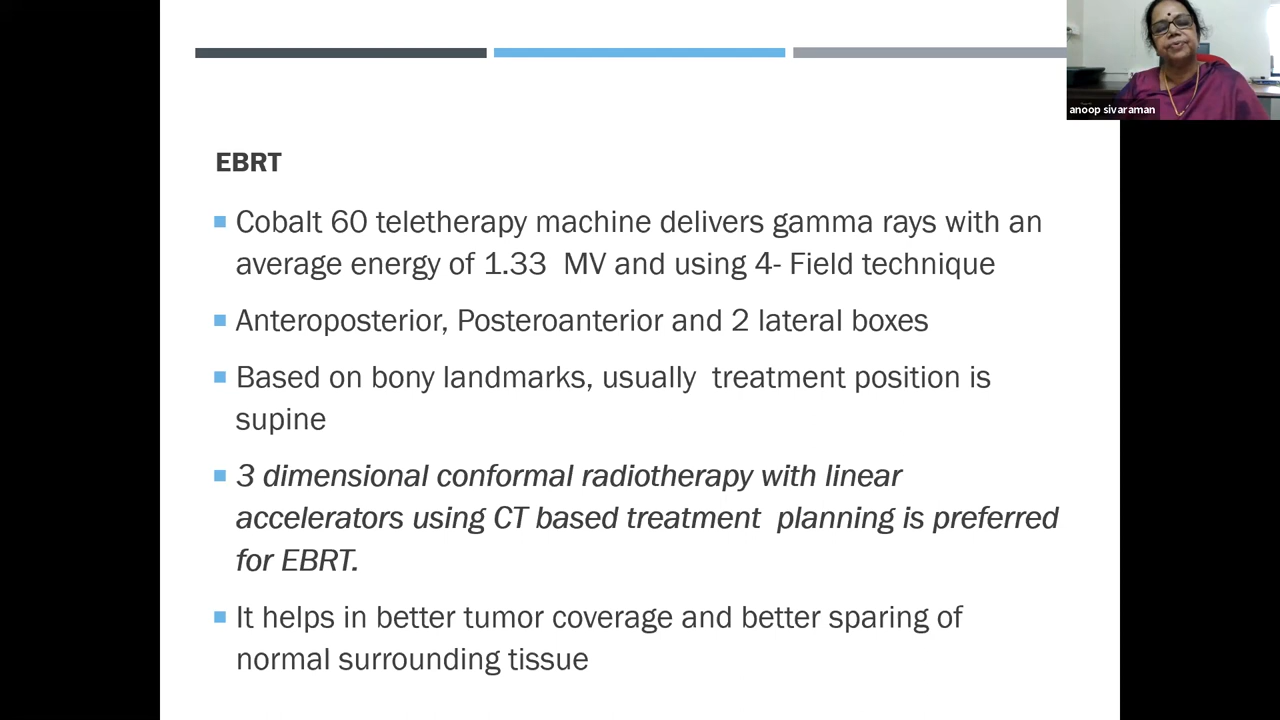 anoop sivaraman
EBRT
Cobalt 60 teletherapy machine delivers gamma rays with an
average energy of 1.33  MV and using 4- Field technique
Anteroposterior, Posteroanterior and 2 lateral boxes
Based on bony landmarks, usually  treatment position is
supine
3 dimensional conformal radiotherapy with linear
accelerators using CT based treatment  planning is preferred
for EBRT.
It helps in better tumor coverage and better sparing of
normal surrounding tissue